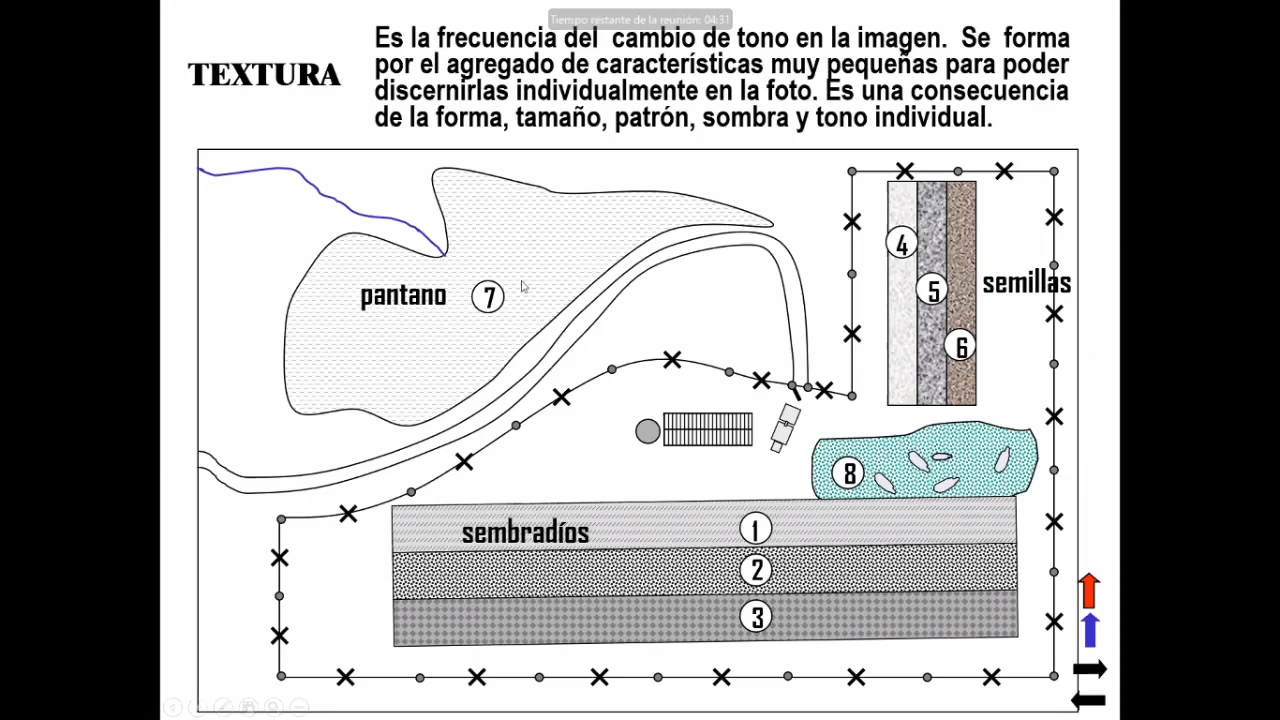 Tiempo restante de la reunión: 04:31
TEXTURA
Es la frecuencia del cambio de tono en la imagen. Se forma
por el agregado de características muy pequeñas para poder
discernirlas individualmente en la foto. Es una consecuencia
de la forma, tamaño, patrón, sombra y tono individual.
4
5
6
semillas
pantano
7
8
sembradíos
1
2
3